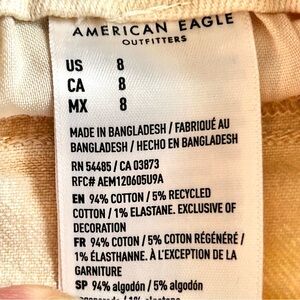 AMERICAN EAGLE
OUTFITTERS
US 8
CA 8
MX 8
MADE IN BANGLADESH / FABRIQUÉ AU
BANGLADESH / HECHO EN BANGLADESH
RN 54485 / CA 03873
RFC# AEM120605U9A
EN 94% COTTON / 5% RECYCLED
COTTON / 1% ELASTANE. EXCLUSIVE OF
DECORATION
FR 94% COTON / 5% COTON RÉGÉNÉRÉ /
1% ÉLASTHANNE. À L'EXCEPTION DE LA
GARNITURE
SP 94% algodón / 5% algodón